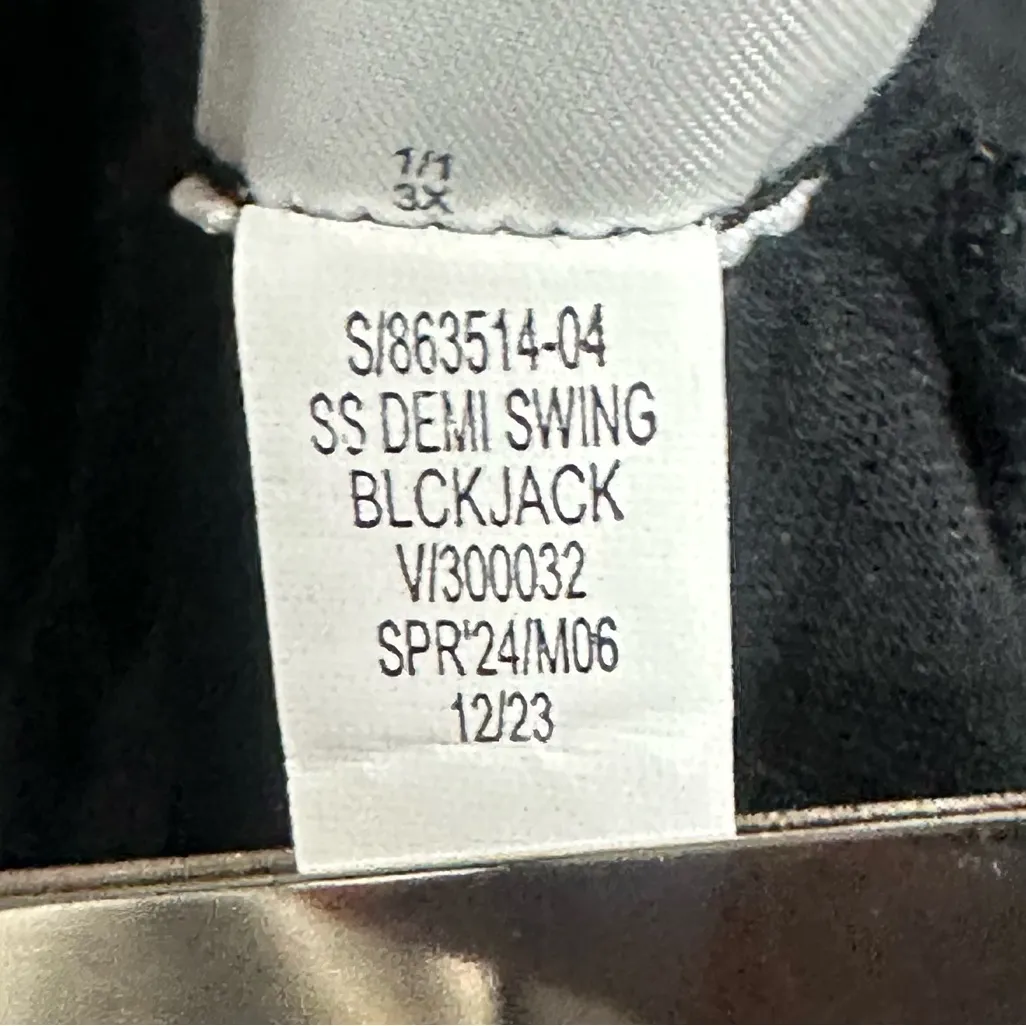 1/1
3X
S/863514-04
SS DEMI SWING
BLCKJACK
V/300032
SPR'24/M06
12/23